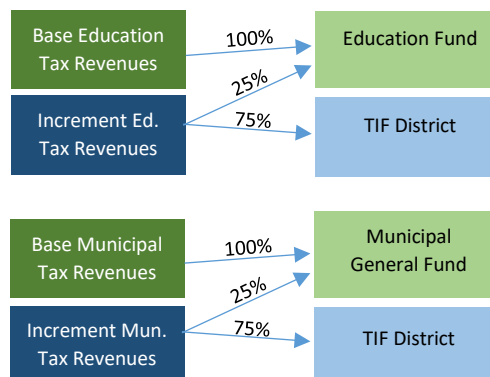 Base Education
Tax Revenues
100%
Education Fund
25%
Increment Ed.
Tax Revenues
75%
TIF District
Base Municipal
Tax Revenues
100%
Municipal
General Fund
25%
Increment Mun.
Tax Revenues
75%
TIF District